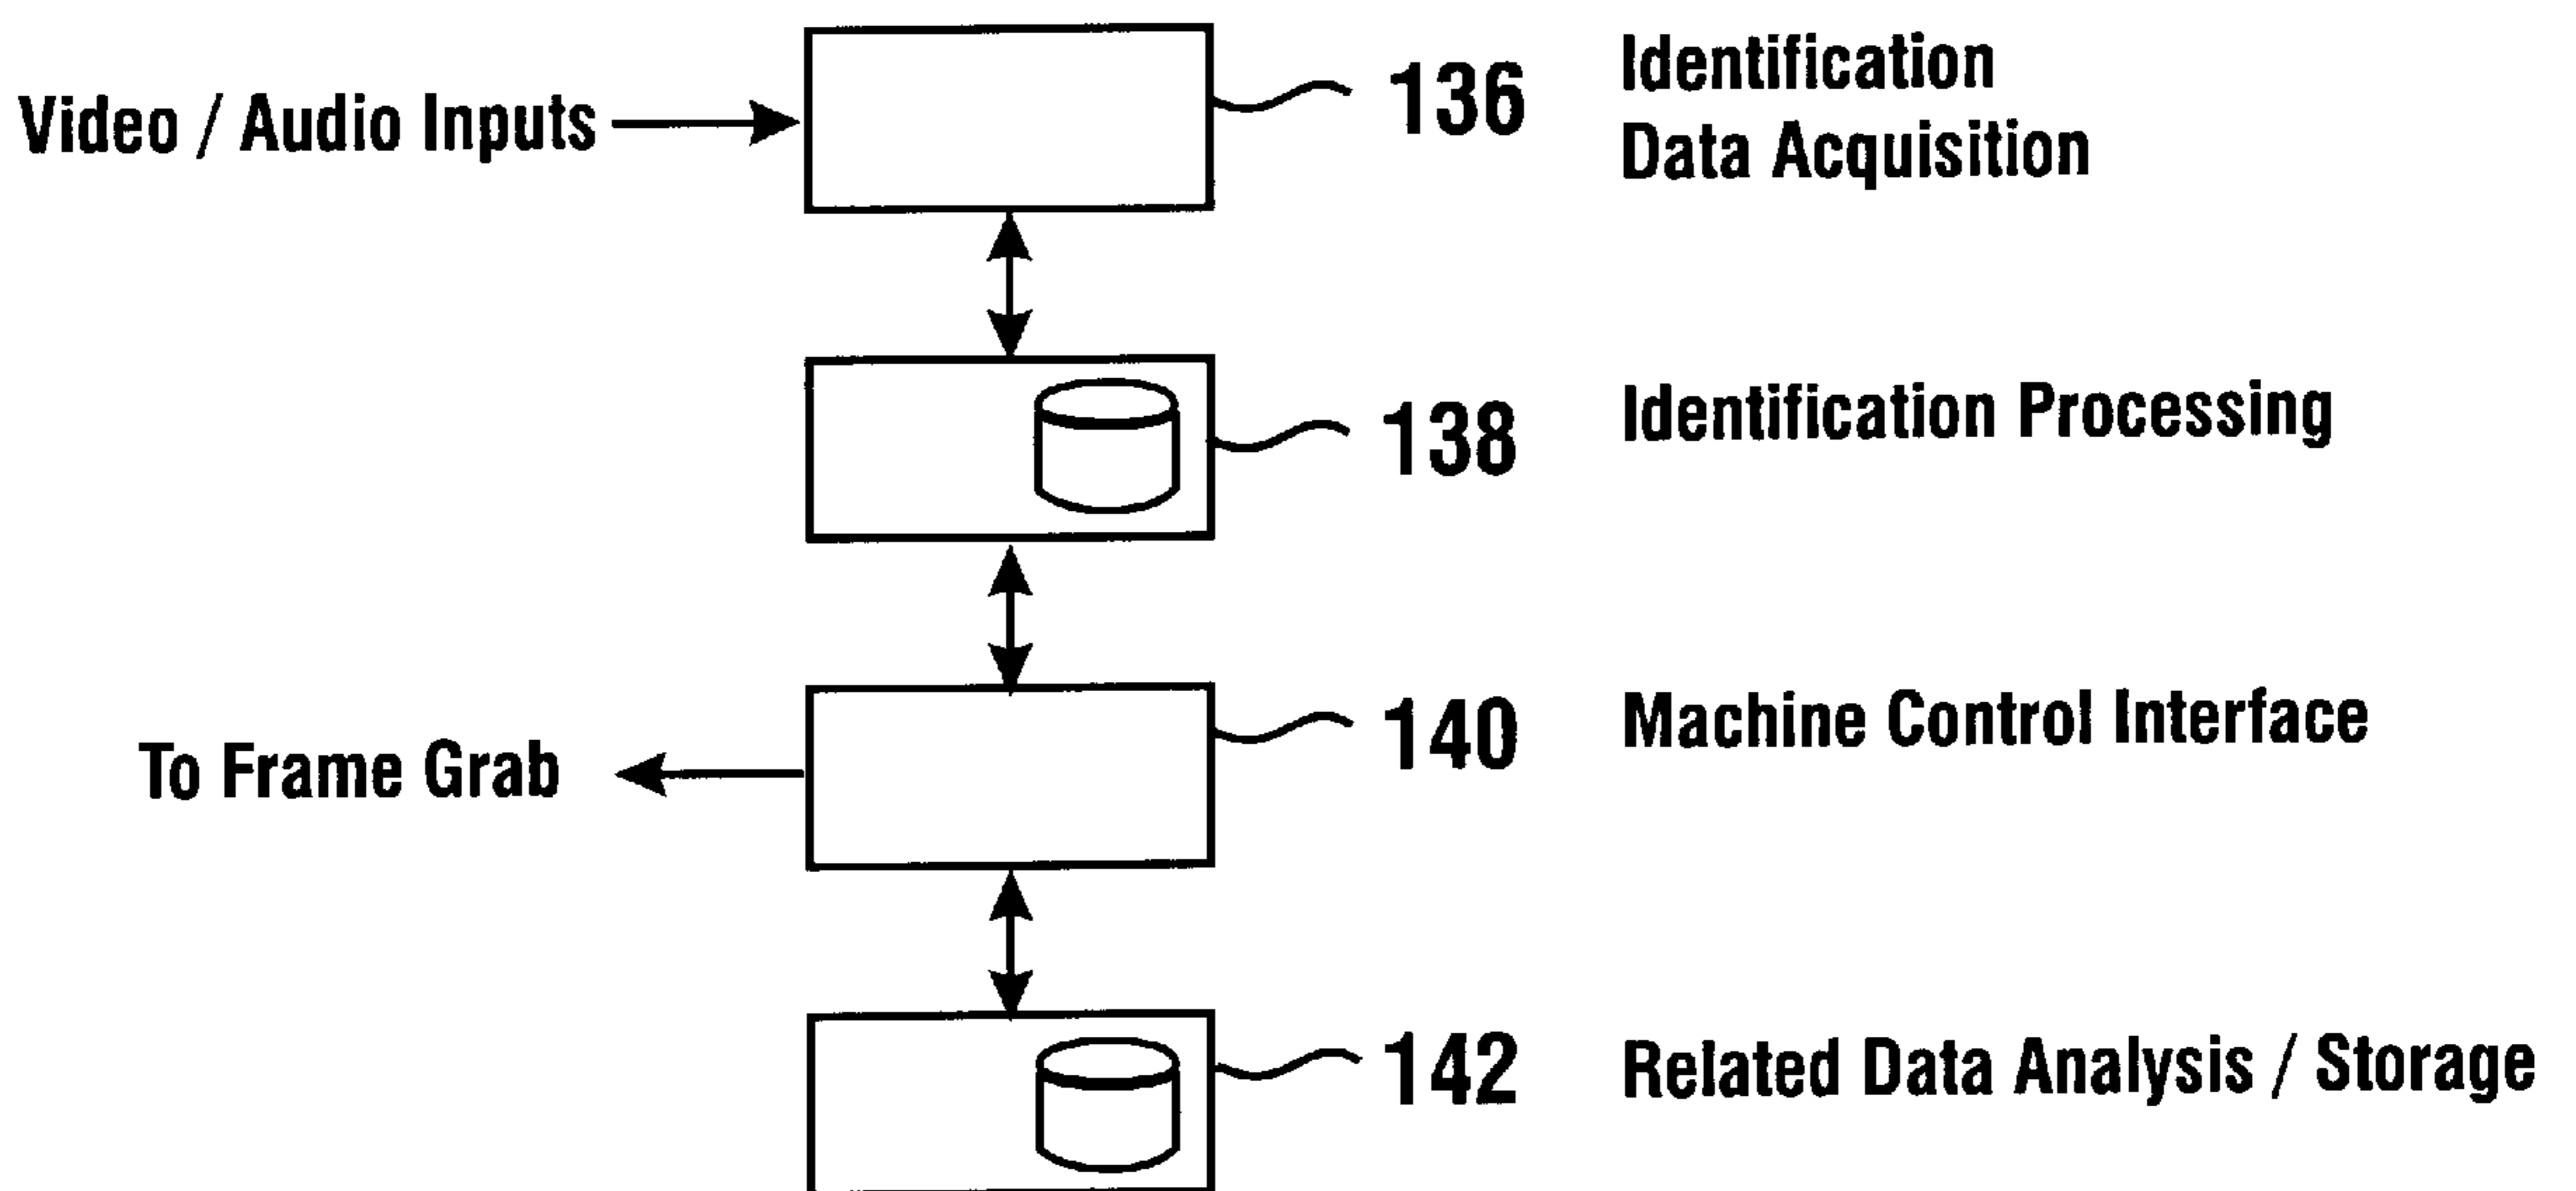 Video / Audio Inputs
136
Identification
Data Acquisition
138
Identification Processing
To Frame Grab
140
Machine Control Interface
142
Related Data Analysis / Storage